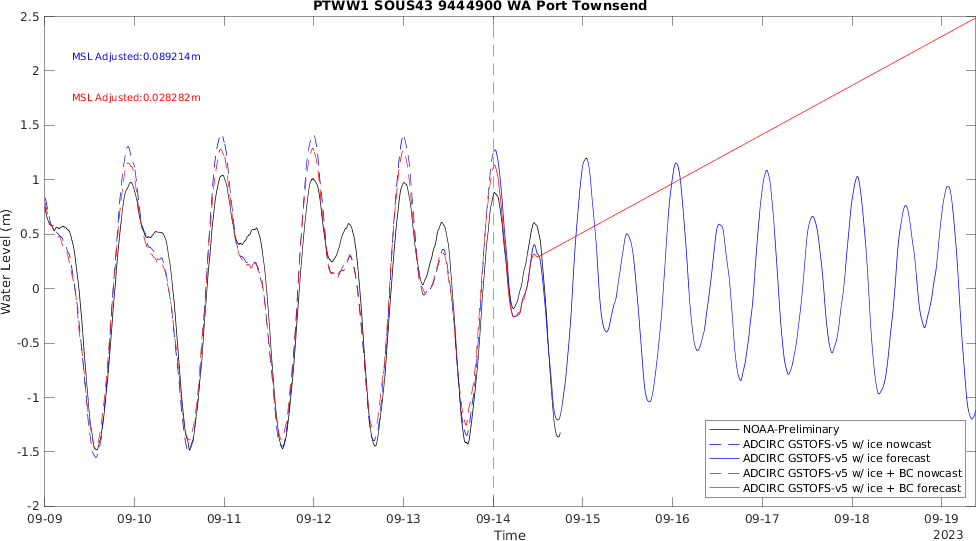 PTWW1 SOUS43 9444900 WA Port Townsend
2.5
MSL Adjusted:0.089214m
2
MSL Adjusted:0.028282m
1.5
1
0.5
0
-0.5
-1
-1.5
-2
Water Level (m)
NOAA-Preliminary
ADCIRC GSTOFS-v5 w/ ice nowcast
ADCIRC GSTOFS-v5 w/ ice forecast
ADCIRC GSTOFS-v5 w/ ice + BC nowcast
ADCIRC GSTOFS-v5 w/ ice + BC forecast
09-09 09-10 09-11 09-12 09-13 09-14 09-15 09-16 09-17 09-18 09-19
Time 2023